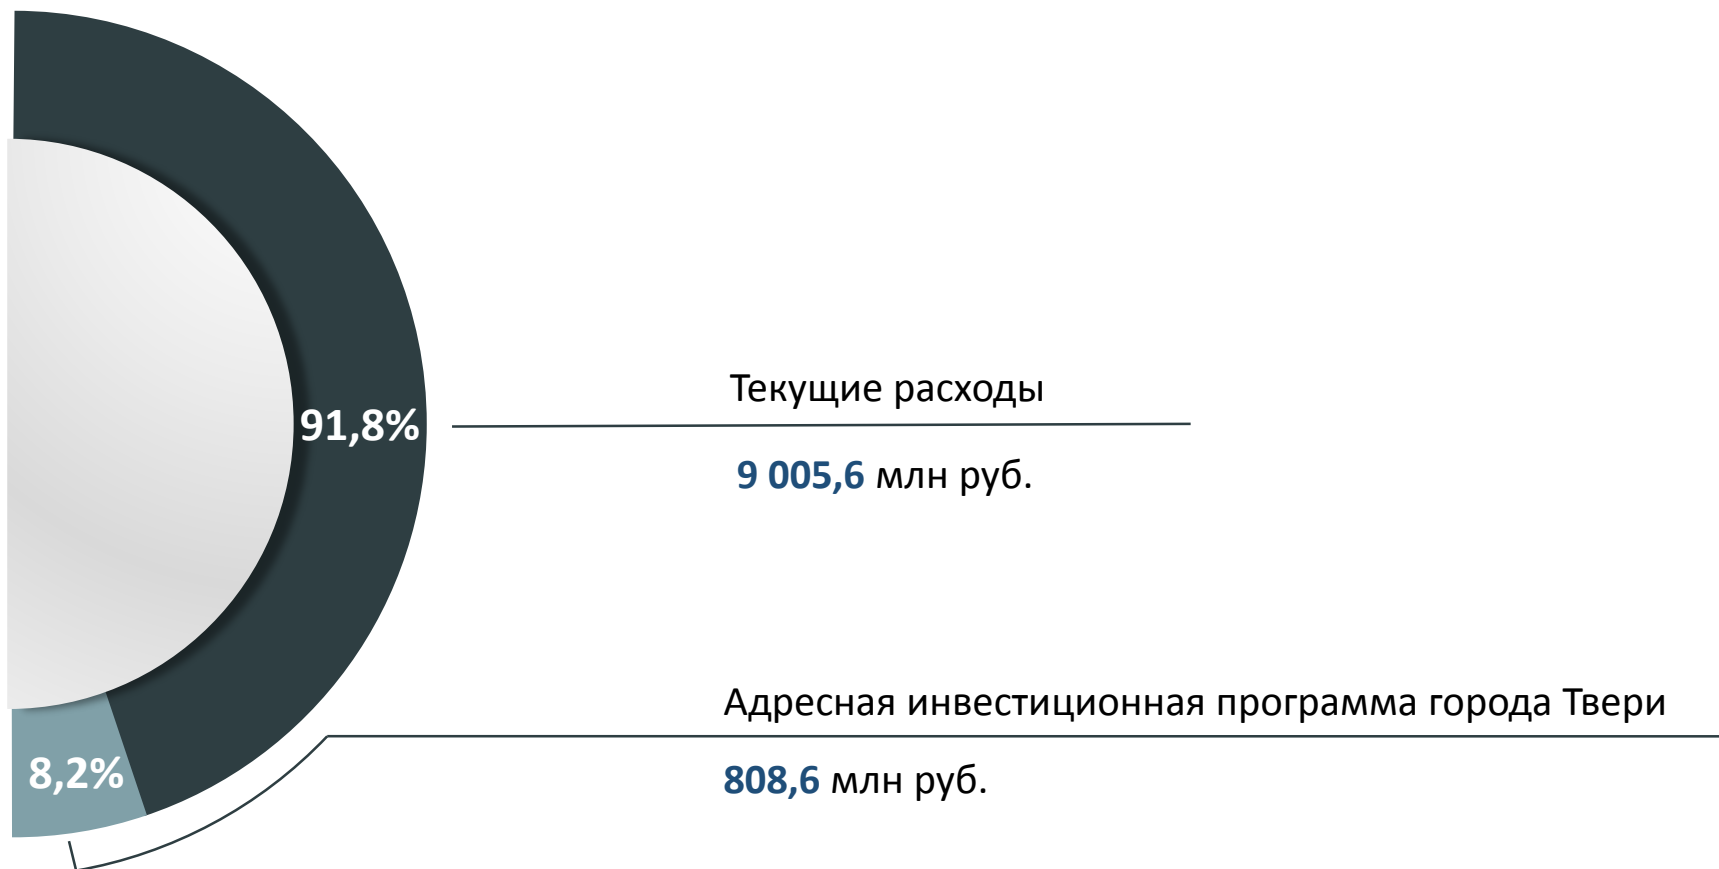 Текущие расходы
91,8%
9 005,6 млн руб.
Адресная инвестиционная программа города Твери
8,2%
808,6 млн руб.